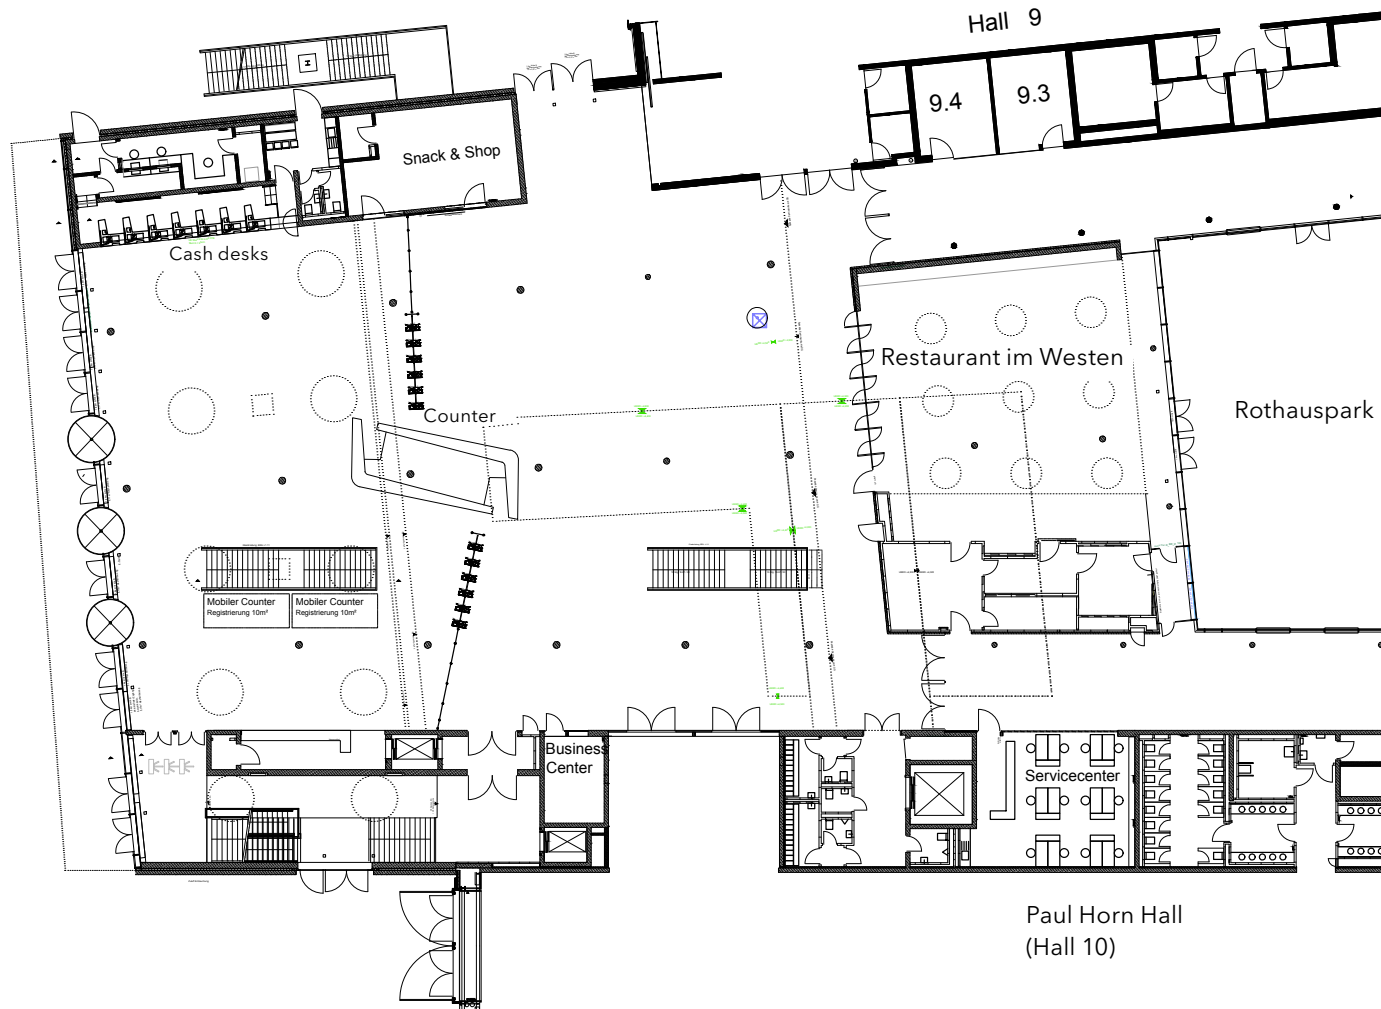 Hall 9
9.4
9.3
Snack & Shop
Cash desks
Restaurant im Westen
Counter
Rothauspark
Mobiler Counter
Registrierung 10m²
Mobiler Counter
Registrierung 10m²
Business
Center
Servicecenter
Paul Horn Hall
(Hall 10)